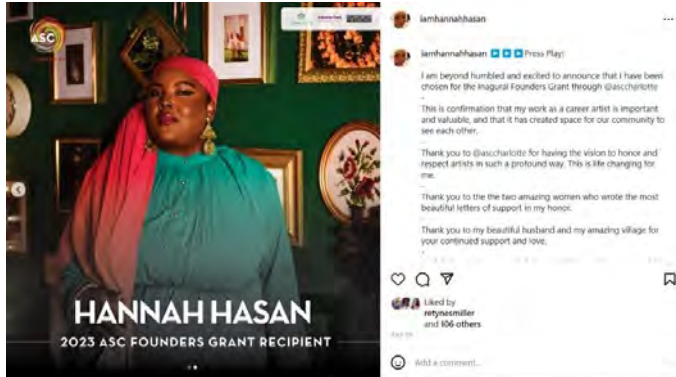 ASC
HANNAH HASAN
2023 ASC FOUNDERS GRANT RECIPIENT
iamhannahhasan
iamhannahhasan Press Play!
I am beyond humbled and excited to announce that I have been
chosen for the Inagural Founders Grant through @asccharlotte
This is confirmation that my work as a career artist is important
and valuable, and that it has created space for our community to
see each other.
Thank you to @asccharlotte for having the vision to honor and
respect artists in such a profound way. This is life changing for
me.
Thank you to the the two amazing women who wrote the most
beautiful letters of support in my honor.
Thank you to my beautiful husband and my amazing village for
your continued support and love.
Liked by
retynesmiller
and 106 others
Add a comment...